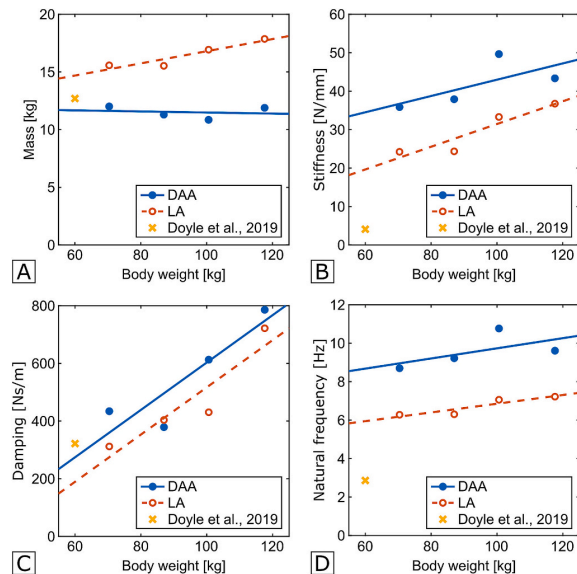 20
15
10
5
0
Mass [kg]
DAA
LA
Doyle et al., 2019
60 80 100 120
Body weight [kg]
A
60
50
40
30
20
10
0
Stiffness [N/mm]
DAA
LA
Doyle et al., 2019
60 80 100 120
Body weight [kg]
B
800
600
400
200
0
Damping [Ns/m]
DAA
LA
Doyle et al., 2019
60 80 100 120
Body weight [kg]
C
12
10
8
6
4
2
0
Natural frequency [Hz]
DAA
LA
Doyle et al., 2019
60 80 100 120
Body weight [kg]
D